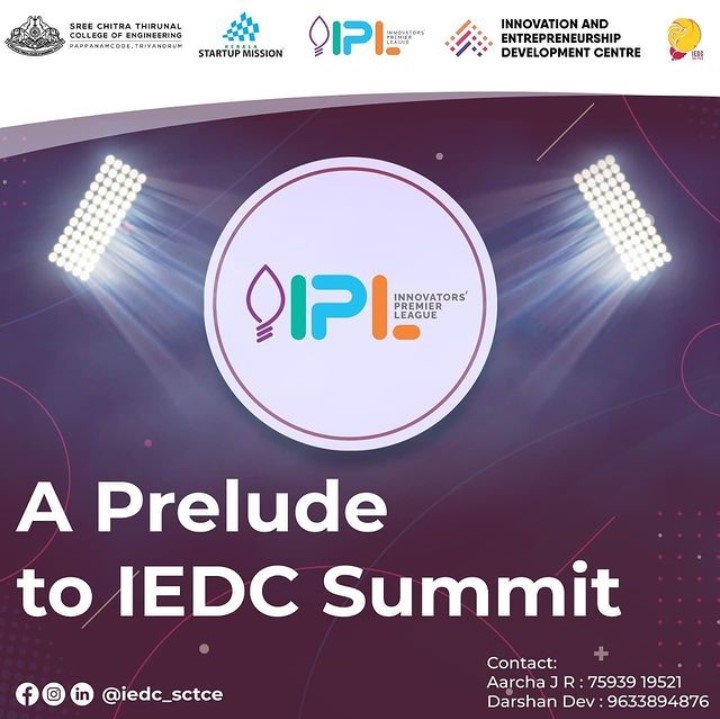 SREE CHITRA THIRUNAL
COLLEGE OF ENGINEERING
PAPPANAMCODE, TRIVANDRUM
KERALA
STARTUP MISSION
IPL
INNOVATORS'
PREMIER
LEAGUE
INNOVATION AND
ENTREPRENEURSHIP
DEVELOPMENT CENTRE
IEDC
IPL
INNOVATORS'
PREMIER
LEAGUE
A Prelude
to IEDC Summit
@iedc_sctce
Contact:
Aarcha J R : 75939 19521
Darshan Dev : 9633894876